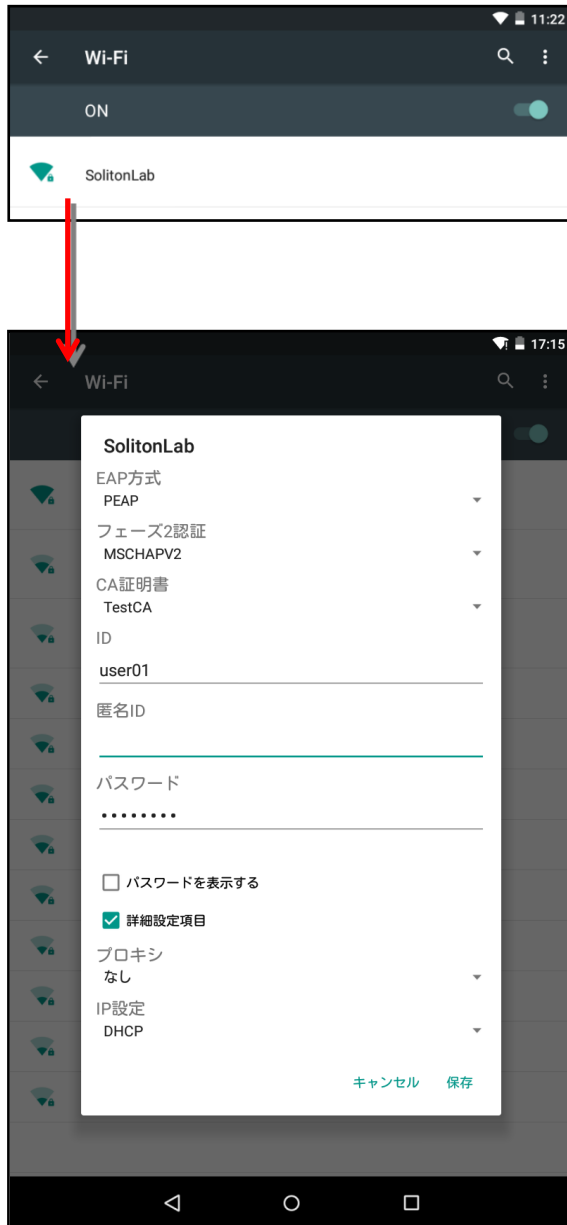 11:22
Wi-Fi
ON
SolitonLab
17:15
Wi-Fi
SolitonLab
EAP方式
PEAP
フェーズ2認証
MSCHAPV2
CA証明書
TestCA
ID
user01
匿名ID
パスワード
••••••••
パスワードを表示する
詳細設定項目
プロキシ
なし
IP設定
DHCP
キャンセル 保存